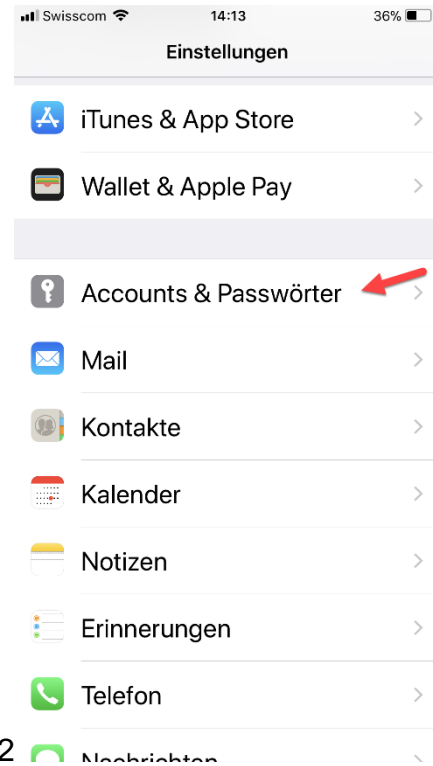 Swisscom 14:13 36%
Einstellungen
iTunes & App Store
Wallet & Apple Pay
Accounts & Passwörter
Mail
Kontakte
Kalender
Notizen
Erinnerungen
Telefon
2
Nachrichten